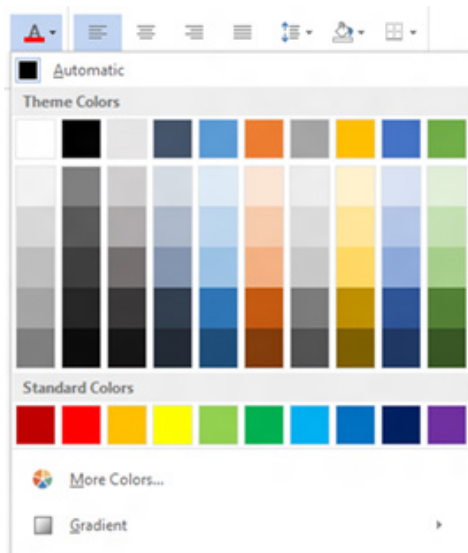 A
Automatic
Theme Colors
Standard Colors
More Colors...
Gradient